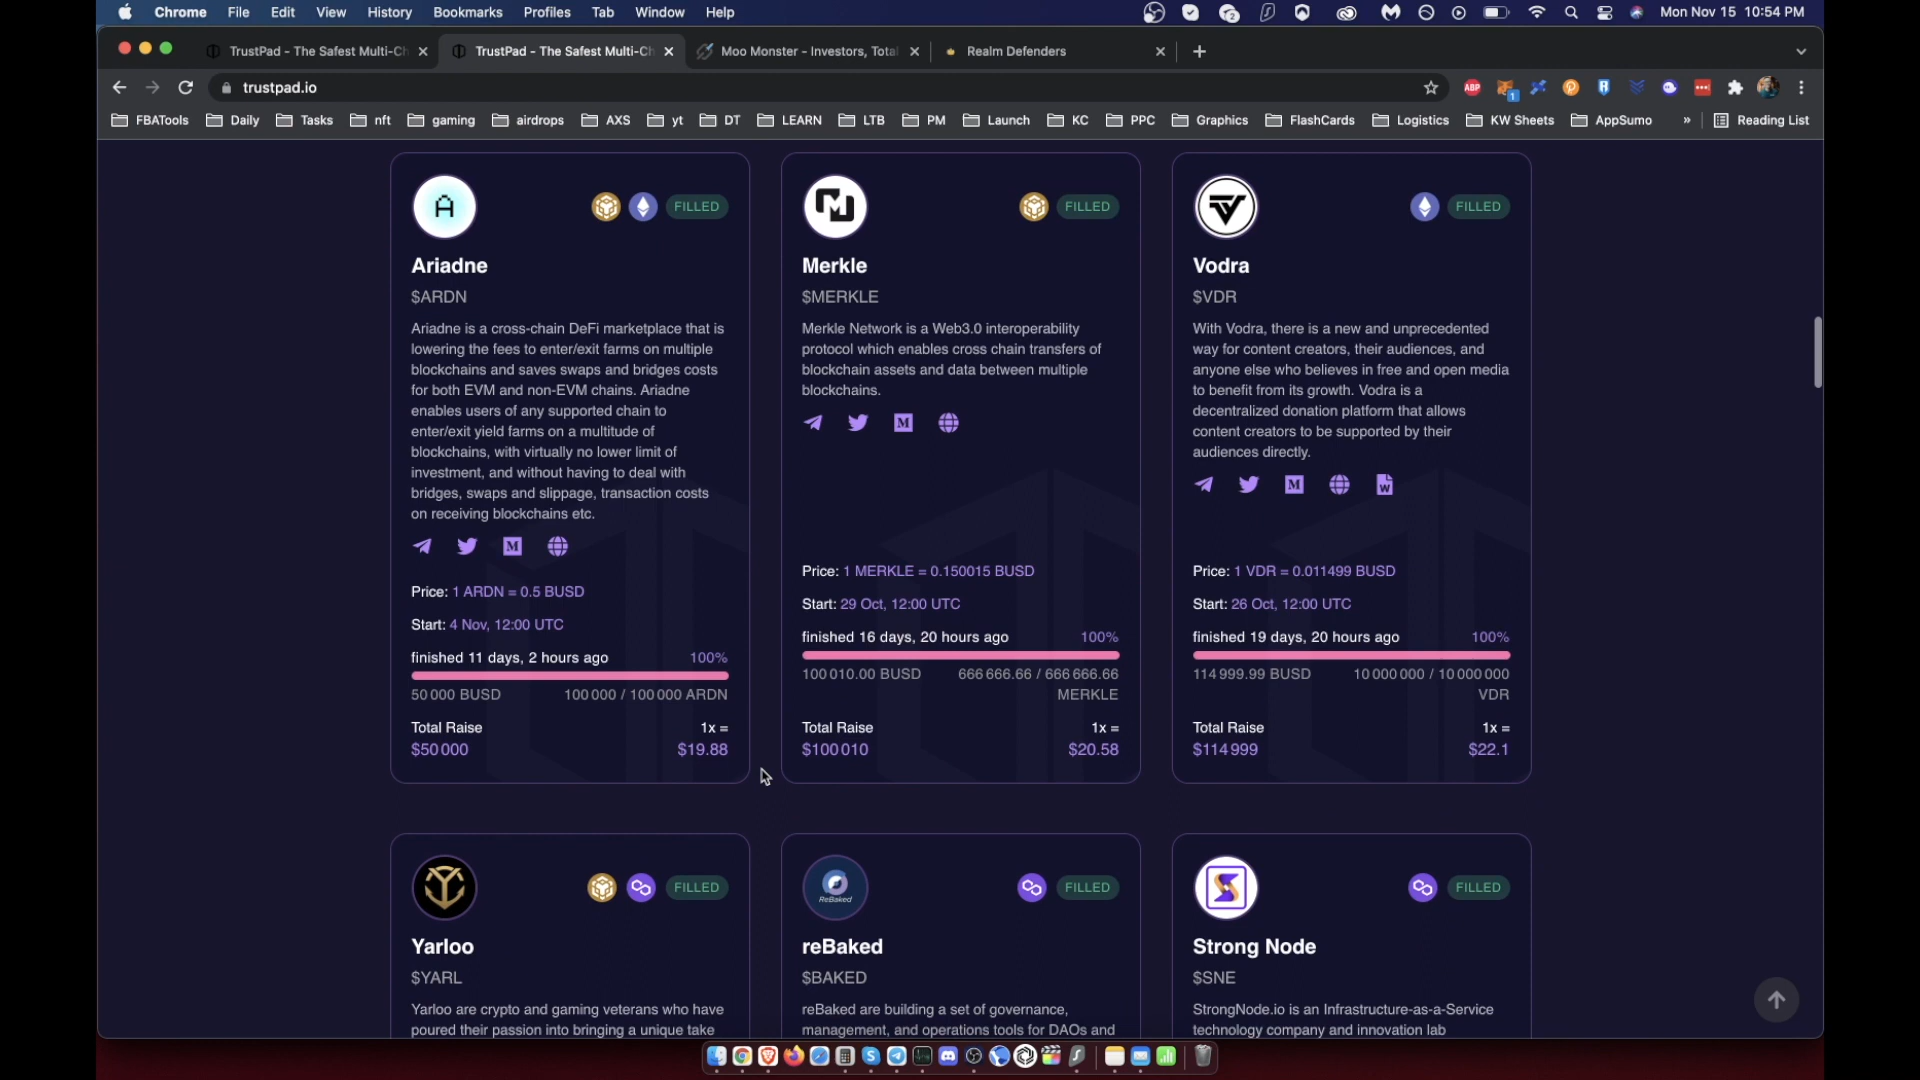 Chrome File Edit View History Bookmarks Profiles Tab Window Help
Mon Nov 15 10:54 PM
TrustPad - The Safest Multi-Ch
TrustPad - The Safest Multi-Ch
Moo Monster - Investors, Total
Realm Defenders
trustpad.io
FBATools Daily Tasks nft gaming airdrops AXS yt DT LEARN LTB PM Launch KC PPC Graphics FlashCards Logistics KW Sheets AppSumo » Reading List
FILLED
Ariadne
$ARDN
Ariadne is a cross-chain DeFi marketplace that is
lowering the fees to enter/exit farms on multiple
blockchains and saves swaps and bridges costs
for both EVM and non-EVM chains. Ariadne
enables users of any supported chain to
enter/exit yield farms on a multitude of
blockchains, with virtually no lower limit of
investment, and without having to deal with
bridges, swaps and slippage, transaction costs
on receiving blockchains etc.
Price: 1 ARDN = 0.5 BUSD
Start: 4 Nov, 12:00 UTC
finished 11 days, 2 hours ago 100%
50 000 BUSD 100 000 / 100 000 ARDN
Total Raise 1x =
$50 000 $19.88
FILLED
Merkle
$MERKLE
Merkle Network is a Web3.0 interoperability
protocol which enables cross chain transfers of
blockchain assets and data between multiple
blockchains.
Price: 1 MERKLE = 0.150015 BUSD
Start: 29 Oct, 12:00 UTC
finished 16 days, 20 hours ago 100%
100 010.00 BUSD 666 666.66 / 666 666.66
MERKLE
Total Raise 1x =
$100 010 $20.58
FILLED
Vodra
$VDR
With Vodra, there is a new and unprecedented
way for content creators, their audiences, and
anyone else who believes in free and open media
to benefit from its growth. Vodra is a
decentralized donation platform that allows
content creators to be supported by their
audiences directly.
Price: 1 VDR = 0.011499 BUSD
Start: 26 Oct, 12:00 UTC
finished 19 days, 20 hours ago 100%
114 999.99 BUSD 10 000 000 / 10 000 000
VDR
Total Raise 1x =
$114 999 $22.1
FILLED
Yarloo
$YARL
Yarloo are crypto and gaming veterans who have
poured their passion into bringing a unique take
ReBaked
FILLED
reBaked
$BAKED
reBaked are building a set of governance,
management, and operations tools for DAOs and
FILLED
Strong Node
$SNE
StrongNode.io is an Infrastructure-as-a-Service
technology company and innovation lab